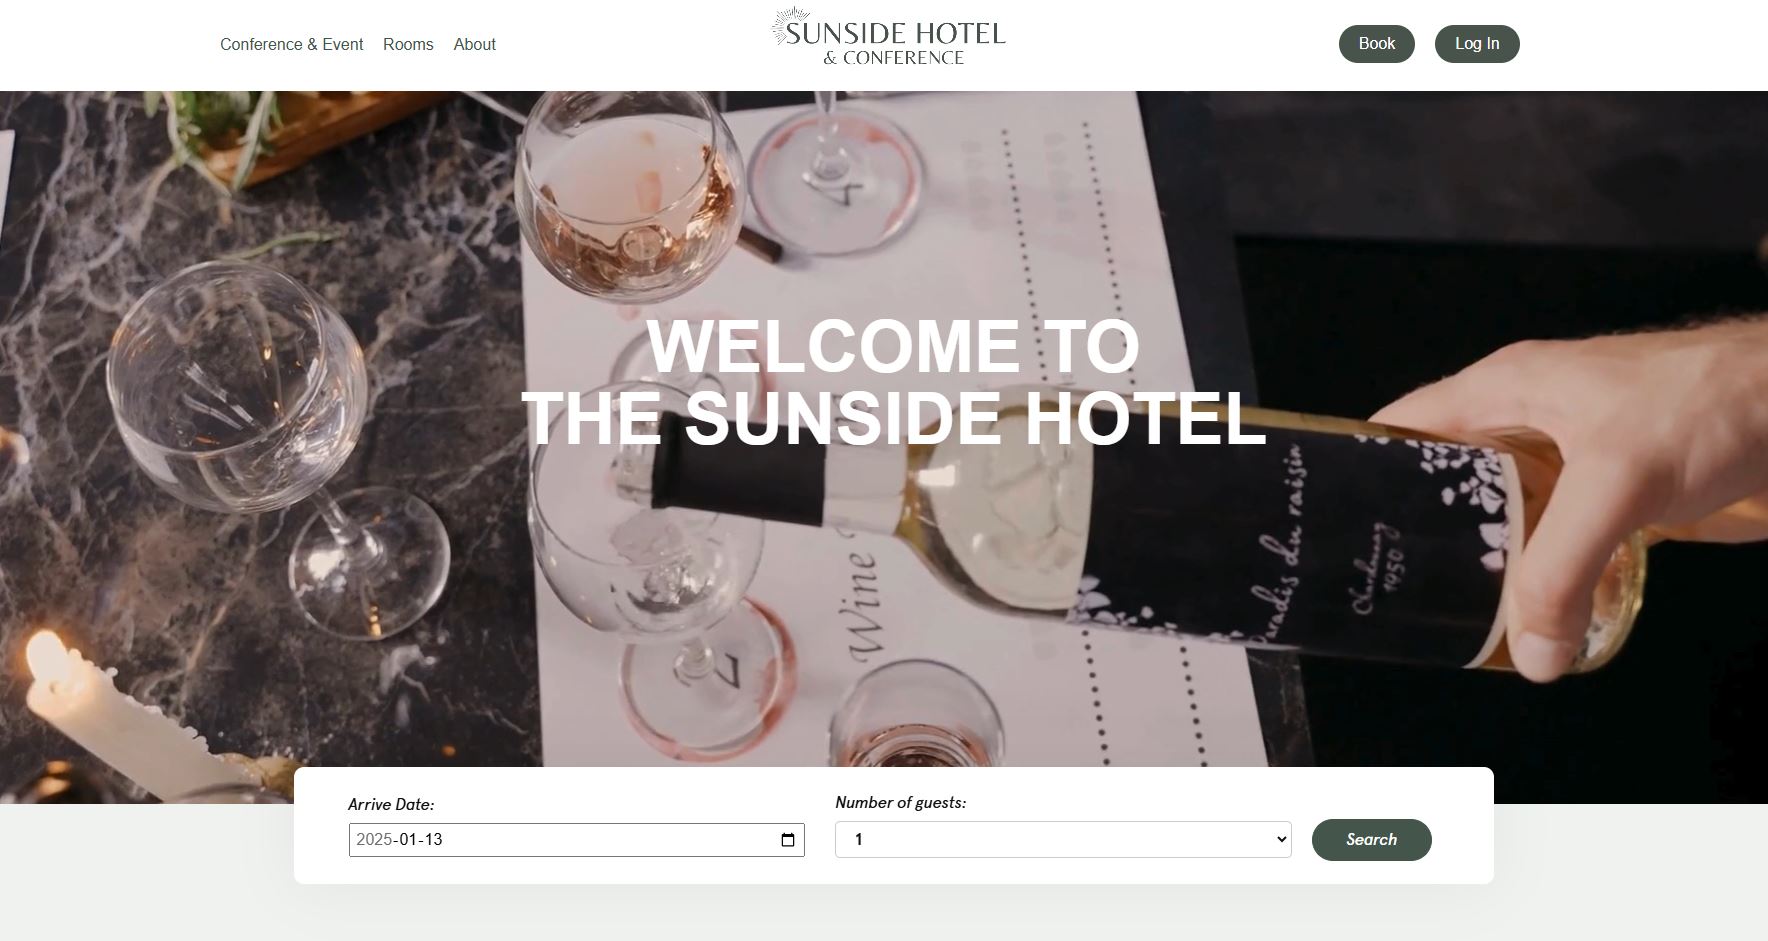 Conference & Event Rooms About
SUNSIDE HOTEL
& CONFERENCE
Book Log In
WELCOME TO
THE SUNSIDE HOTEL
Paradis du raisin
Chardonnay
1950
Wine
Arrive Date:
2025-01-13
Number of guests:
1
Search